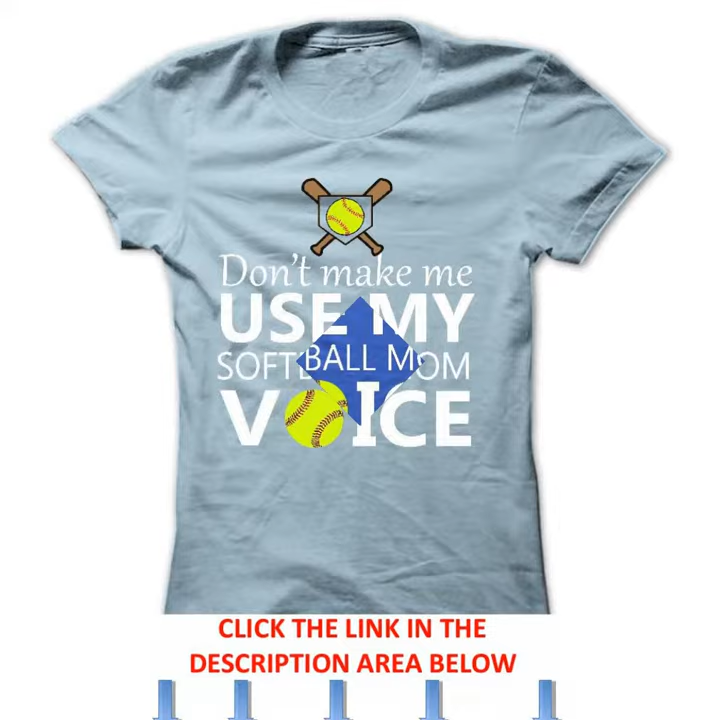 Don't make me
USE MY
SOFTBALL MOM
VOICE
CLICK THE LINK IN THE
DESCRIPTION AREA BELOW